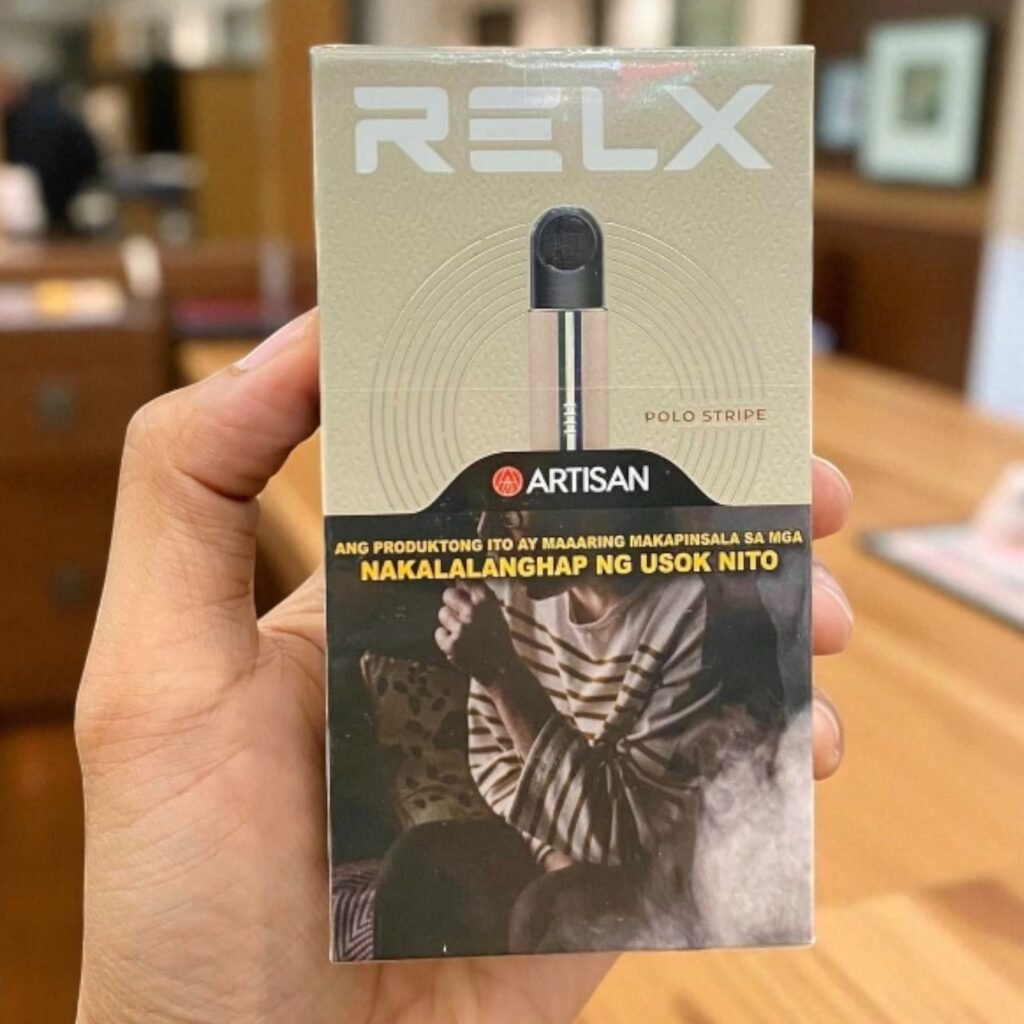 RELX
POLO STRIPE
ARTISAN
ANG PRODUKTONG ITO AY MAAARING MAKAPINSALA SA MGA
NAKALALANGHAP NG USOK NITO